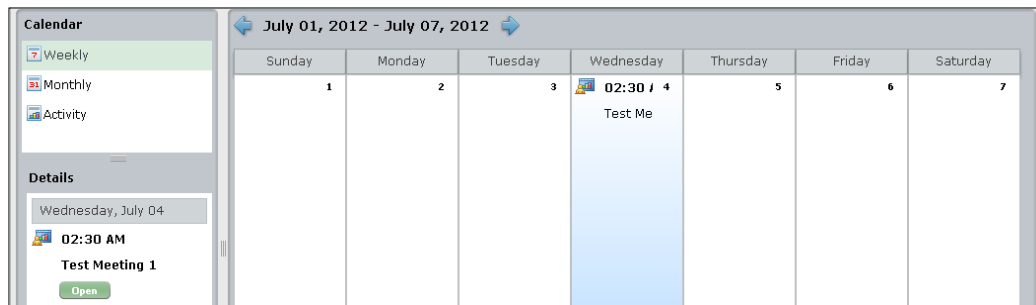 Calendar
Weekly
Monthly
Activity
Details
Wednesday, July 04
02:30 AM
Test Meeting 1
Open
July 01, 2012 - July 07, 2012
Sunday Monday Tuesday Wednesday Thursday Friday Saturday
1 2 3 02:30 4 5 6 7
Test Me